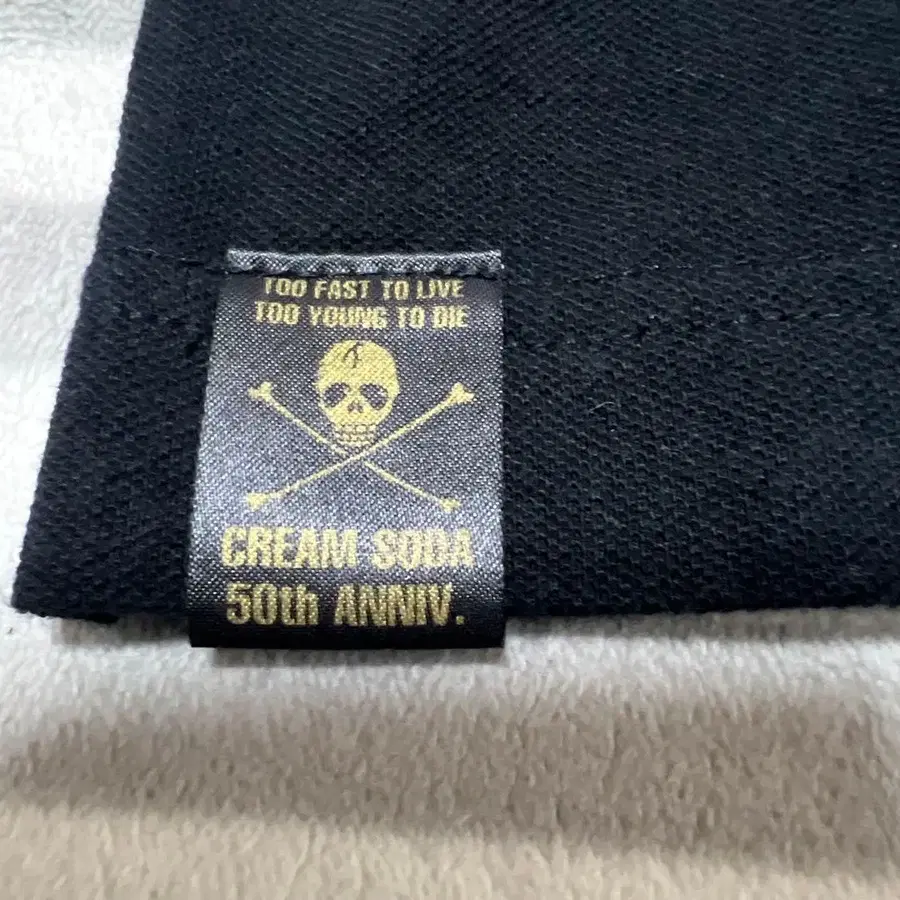 TOO FAST TO LIVE
TOO YOUNG TO DIE
CREAM SODA
50th ANNIV.